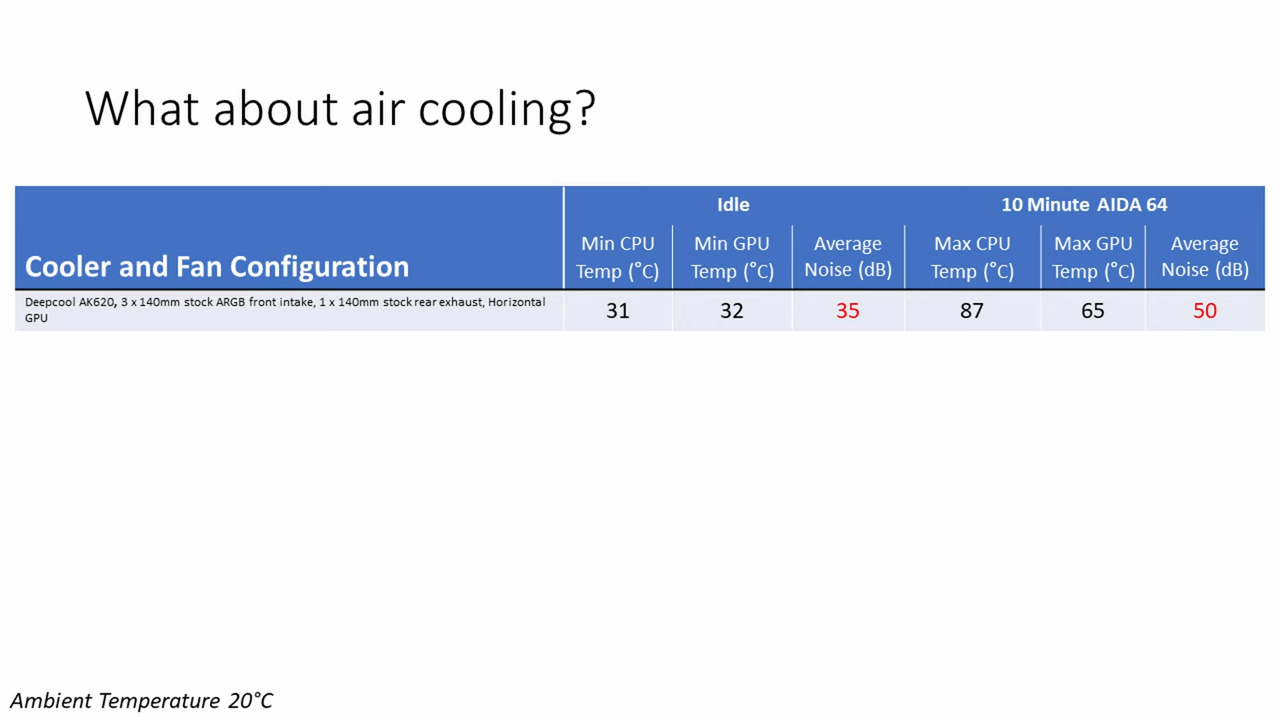 What about air cooling?
Idle
10 Minute AIDA 64
Cooler and Fan Configuration
Min CPU
Temp (°C)
Min GPU
Temp (°C)
Average
Noise (dB)
Max CPU
Temp (°C)
Max GPU
Temp (°C)
Average
Noise (dB)
Deepcool AK620, 3 x 140mm stock ARGB front intake, 1 x 140mm stock rear exhaust, Horizontal
GPU
31
32
35
87
65
50
Ambient Temperature 20°C